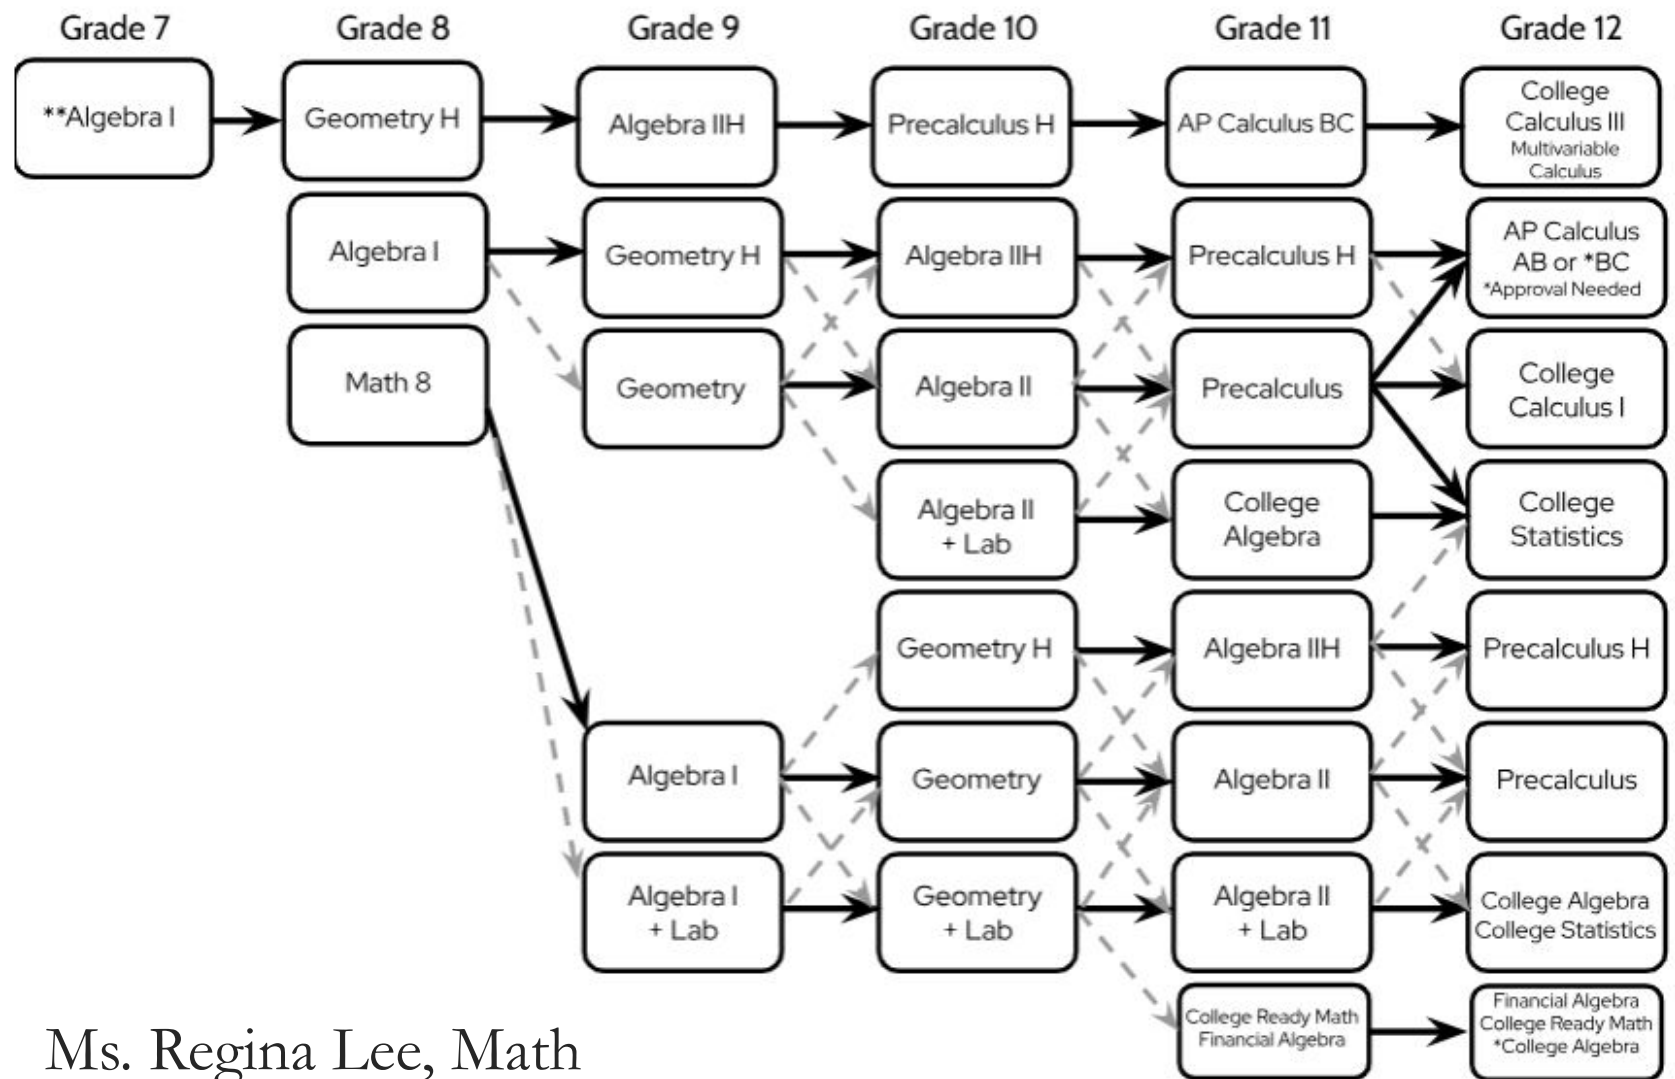 Grade 7
Grade 8
Grade 9
Grade 10
Grade 11
Grade 12
**Algebra I
Geometry H
Algebra IIH
Precalculus H
AP Calculus BC
College
Calculus III
Multivariable
Calculus
Algebra I
Geometry H
Algebra IIH
Precalculus H
AP Calculus
AB or *BC
*Approval Needed
Math 8
Geometry
Algebra II
Precalculus
College
Calculus I
Algebra II
+ Lab
College
Algebra
College
Statistics
Geometry H
Algebra IIH
Precalculus H
Algebra I
Geometry
Algebra II
Precalculus
Algebra I
+ Lab
Geometry
+ Lab
Algebra II
+ Lab
College Algebra
College Statistics
College Ready Math
Financial Algebra
Financial Algebra
College Ready Math
*College Algebra
Ms. Regina Lee, Math